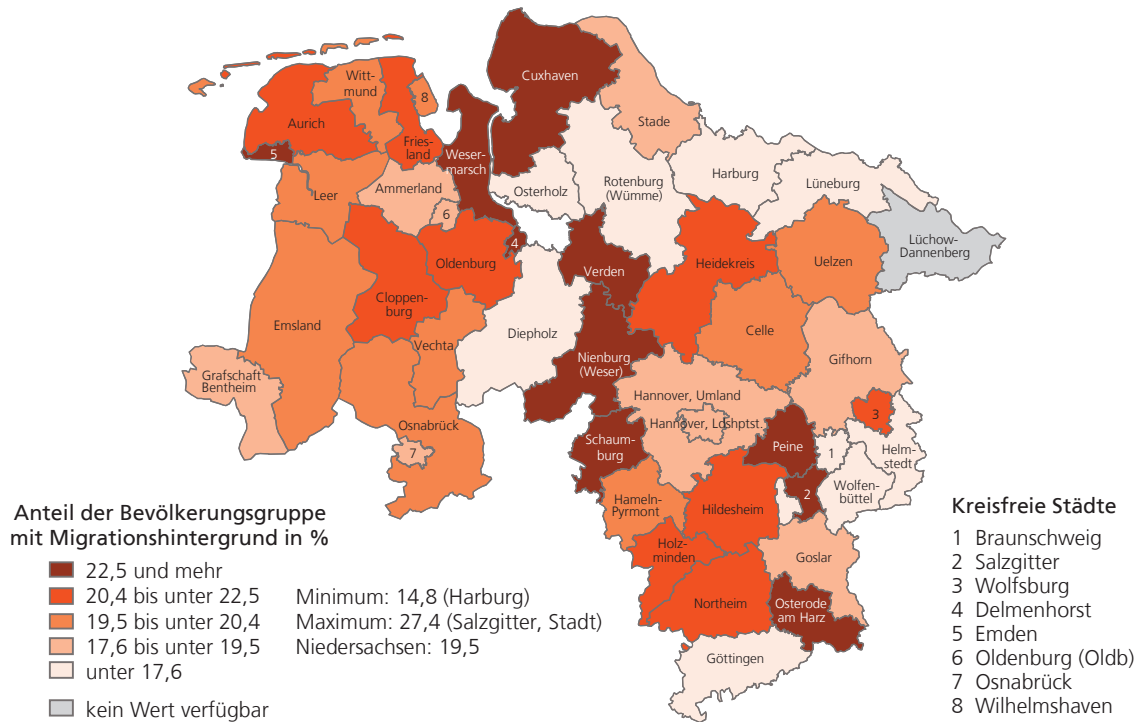 Cuxhaven
Witt-
mund
8
Aurich
Stade
Fries-
land
5
Weser-
marsch
Harburg
Lüneburg
Leer
Ammerland
Osterholz
Rotenburg
(Wümme)
6
4
Lüchow-
Dannenberg
Oldenburg
Verden
Heidekreis
Uelzen
Cloppen-
burg
Emsland
Diepholz
Celle
Vechta
Nienburg
(Weser)
Gifhorn
Grafschaft
Bentheim
Hannover, Umland
3
Hannover, Ldshptst.
Osnabrück
7
Schaum-
burg
Peine
1
Helm-
stedt
2
Wolfen-
büttel
Hameln-
Pyrmont
Hildesheim
Holz-
minden
Goslar
Northeim
Osterode
am Harz
Göttingen
Anteil der Bevölkerungsgruppe
mit Migrationshintergrund in %
22,5 und mehr
20,4 bis unter 22,5
19,5 bis unter 20,4
17,6 bis unter 19,5
unter 17,6
kein Wert verfügbar
Minimum: 14,8 (Harburg)
Maximum: 27,4 (Salzgitter, Stadt)
Niedersachsen: 19,5
Kreisfreie Städte
1 Braunschweig
2 Salzgitter
3 Wolfsburg
4 Delmenhorst
5 Emden
6 Oldenburg (Oldb)
7 Osnabrück
8 Wilhelmshaven